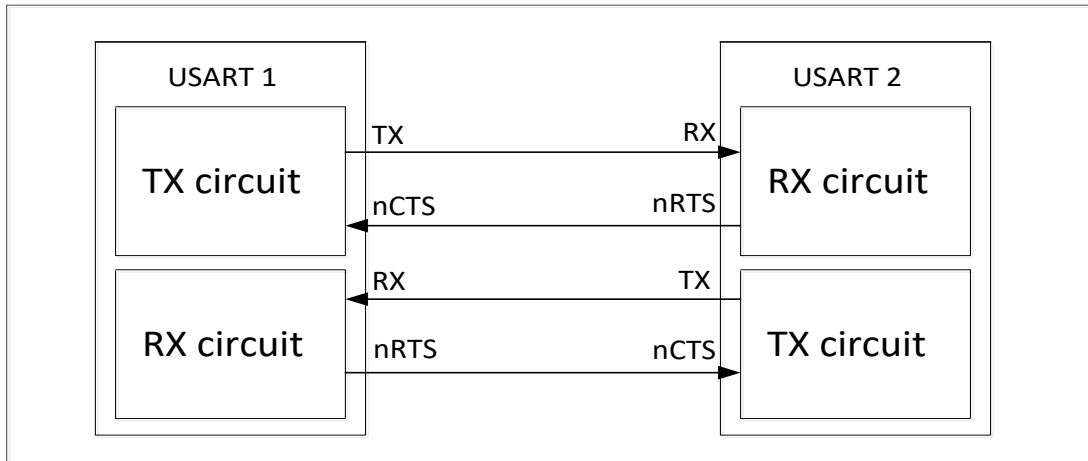 USART 1
USART 2
TX
RX
TX circuit
RX circuit
nCTS
nRTS
RX
TX
RX circuit
TX circuit
nRTS
nCTS